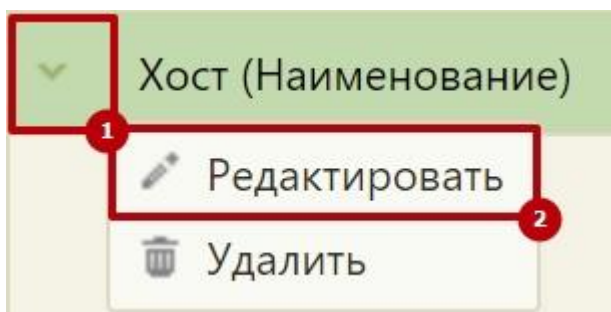 Хост (Наименование)
1
Редактировать
2
Удалить